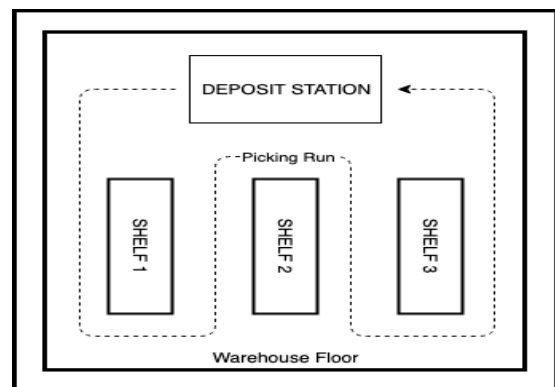 DEPOSIT STATION
Picking Run
SHELF 1
SHELF 2
SHELF 3
Warehouse Floor